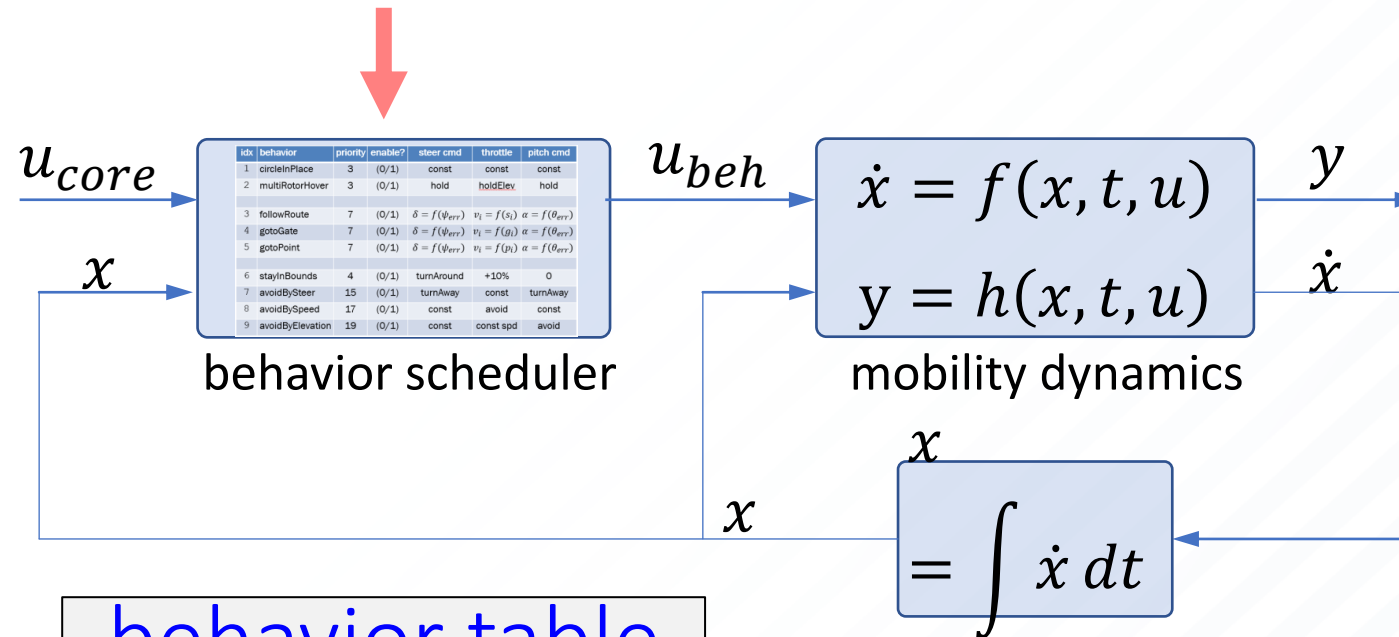 u_core
x
idx behavior priority enable? steer cmd throttle pitch cmd
1 circleInPlace 3 (0/1) const const const
2 multiRotorHover 3 (0/1) hold holdElev hold
3 followRoute 7 (0/1) δ = f(ψ_err) v_i = f(s_i) α = f(θ_err)
4 gotoGate 7 (0/1) δ = f(ψ_err) v_i = f(g_i) α = f(θ_err)
5 gotoPoint 7 (0/1) δ = f(ψ_err) v_i = f(p_i) α = f(θ_err)
6 stayInBounds 4 (0/1) turnAround +10% 0
7 avoidBySteer 15 (0/1) turnAway const turnAway
8 avoidBySpeed 17 (0/1) const avoid const
9 avoidByElevation 19 (0/1) const const spd avoid
behavior scheduler
u_beh
ẋ = f(x, t, u)
y = h(x, t, u)
mobility dynamics
y
ẋ
x
x
= ∫ ẋ dt
behavior table